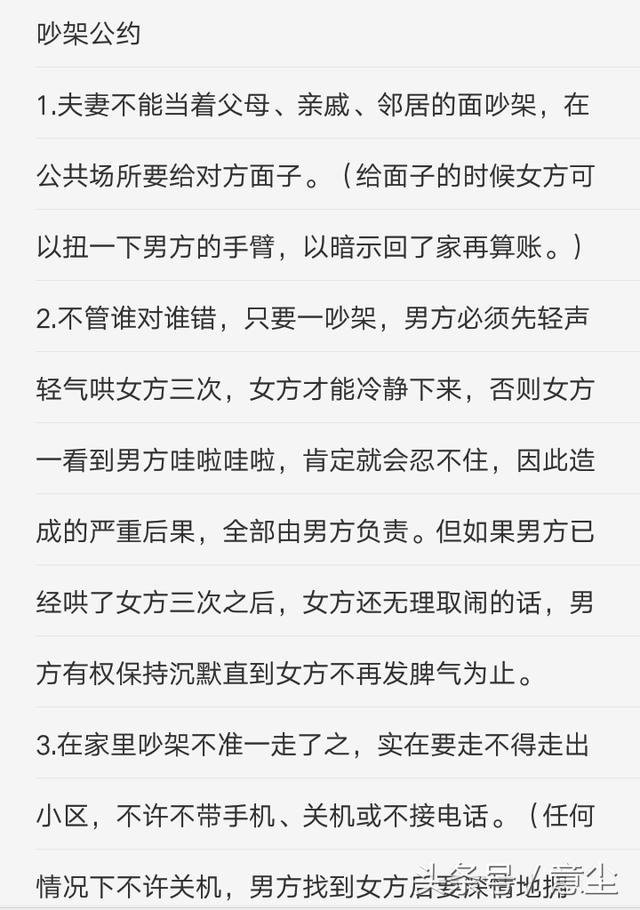 吵架公约
1.夫妻不能当着父母、亲戚、邻居的面吵架，在
公共场所要给对方面子。（给面子的时候女方可
以扭一下男方的手臂，以暗示回了家再算账。）
2.不管谁对谁错，只要一吵架，男方必须先轻声
轻气哄女方三次，女方才能冷静下来，否则女方
一看到男方哇啦哇啦，肯定就会忍不住，因此造
成的严重后果，全部由男方负责。但如果男方已
经哄了女方三次之后，女方还无理取闹的话，男
方有权保持沉默直到女方不再发脾气为止。
3.在家里吵架不准一走了之，实在要走不得走出
小区，不许不带手机、关机或不接电话。（任何
情况下不许关机，男方找到女方后要深情地拥
头条号 / 意尘